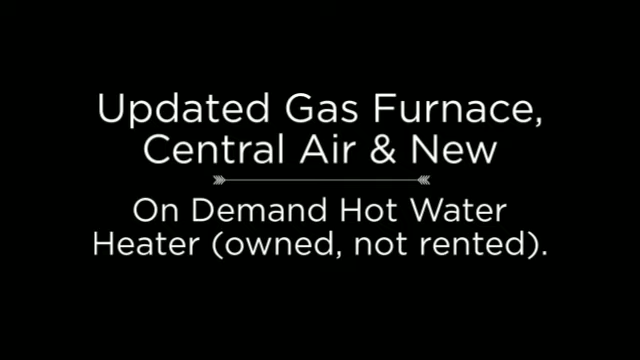 Updated Gas Furnace,
Central Air & New
On Demand Hot Water
Heater (owned, not rented).